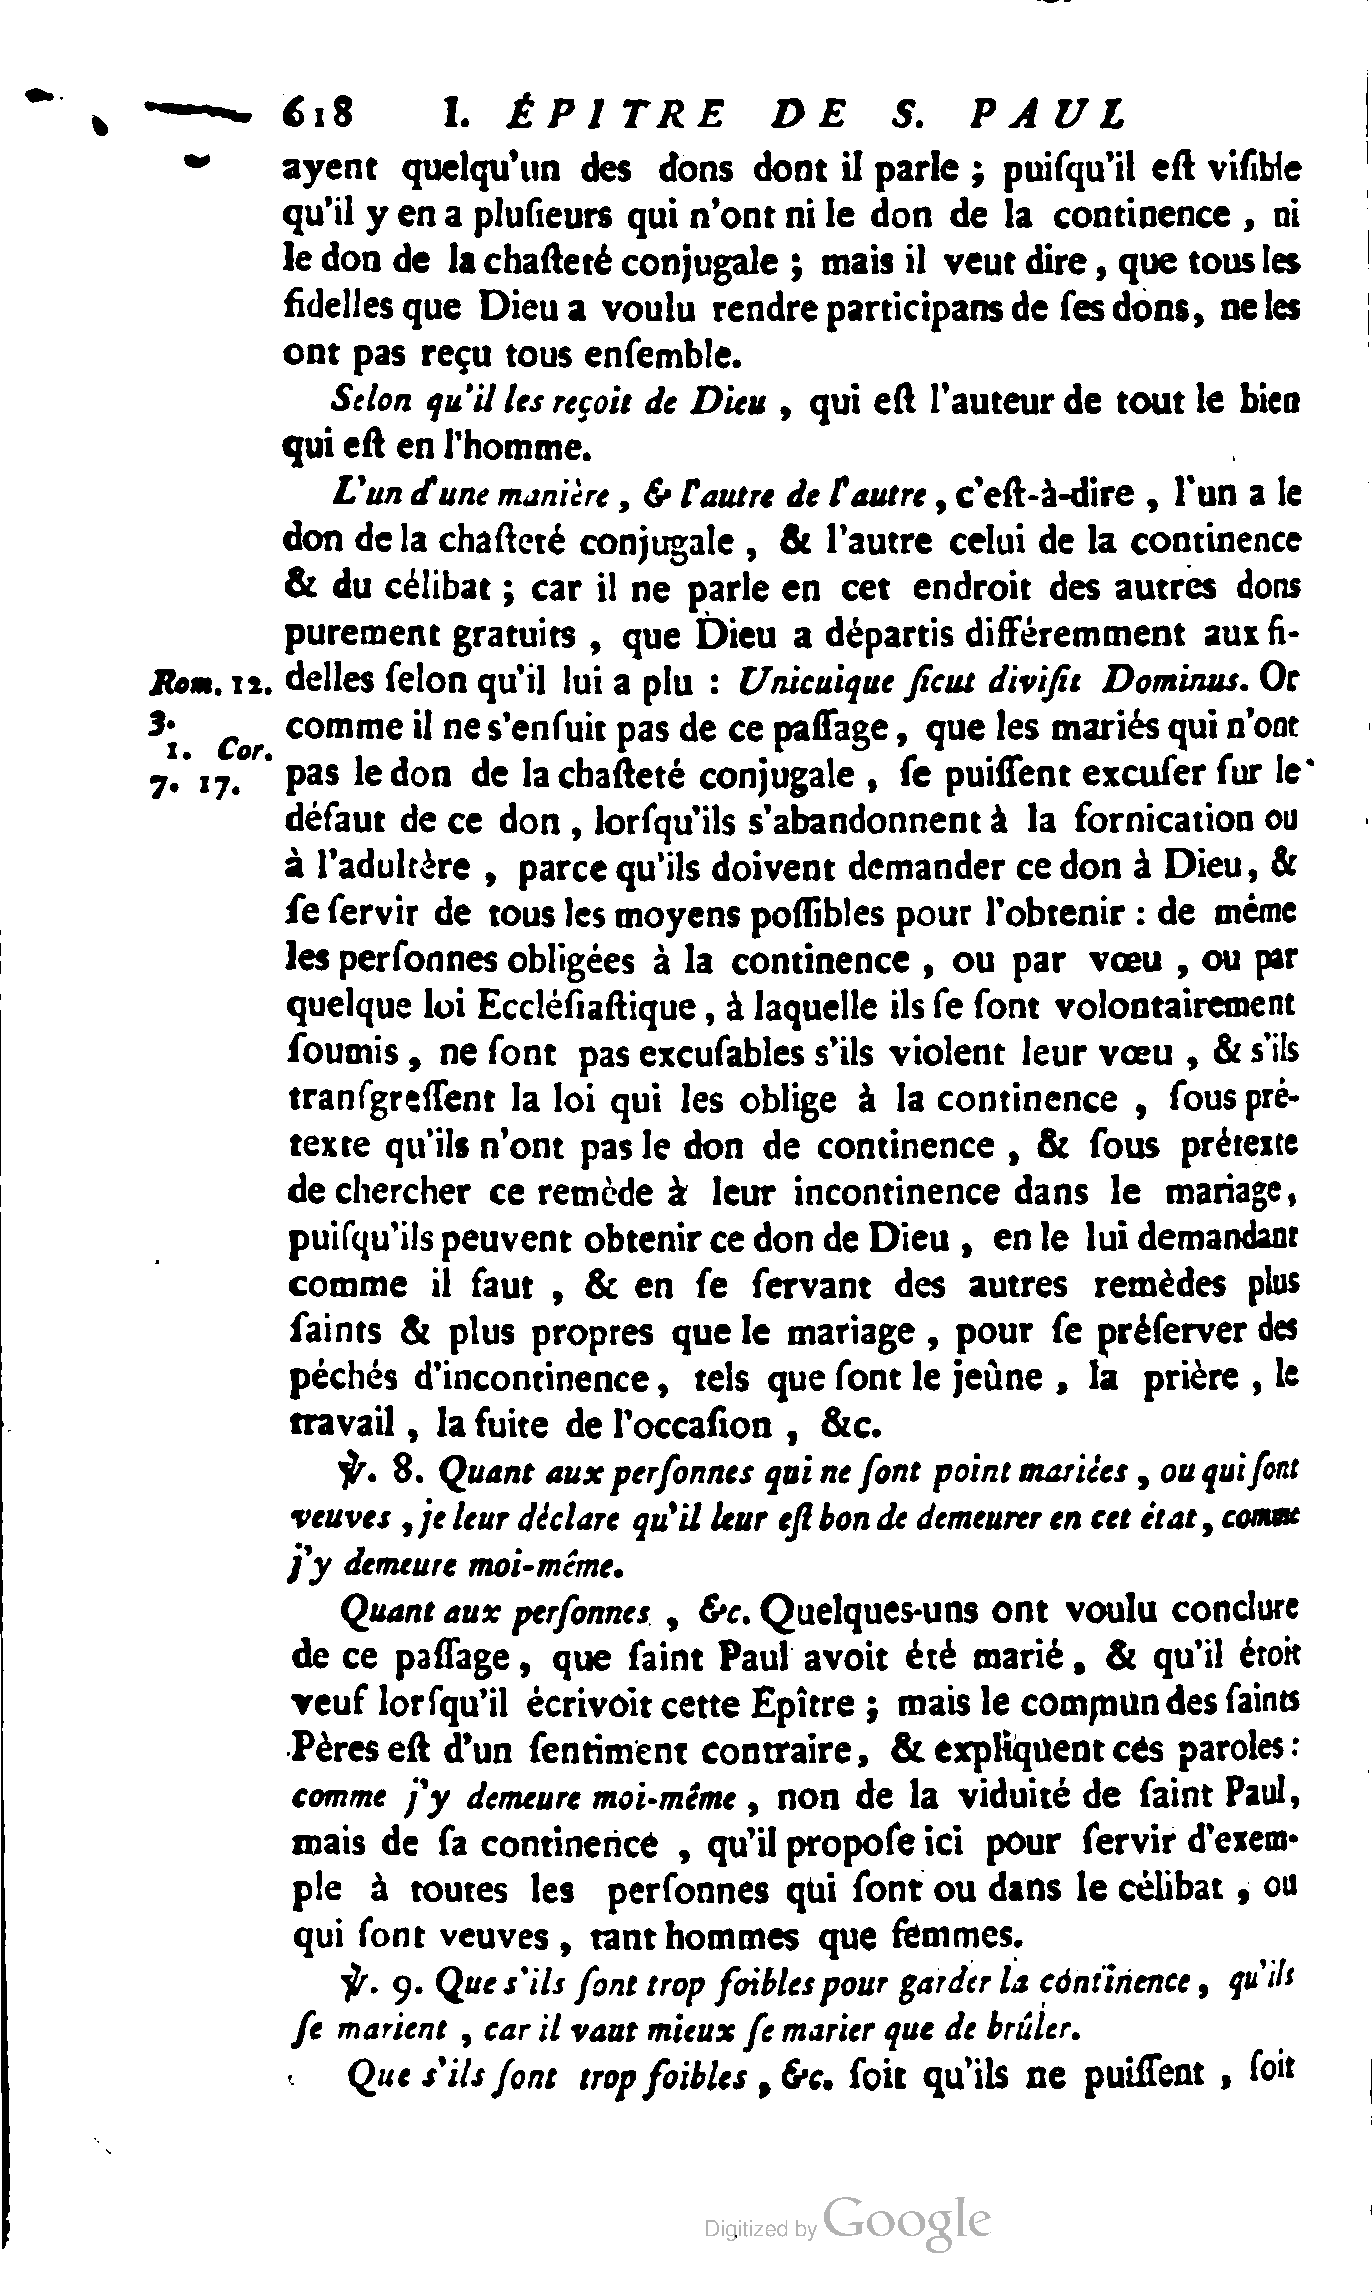 618 I. ÉPITRE DE S. PAUL
ayent quelqu'un des dons dont il parle ; puiſqu'il eſt viſible
qu'il y en a pluſieurs qui n'ont ni le don de la continence , ni
le don de la chaſteté conjugale ; mais il veut dire , que tous les
fidelles que Dieu a voulu rendre participans de ſes dons, ne les
ont pas reçu tous enſemble.
Selon qu'il les reçoit de Dieu , qui eſt l'auteur de tout le bien
qui eſt en l'homme.
L'un d'une manière , & l'autre de l'autre , c'eſt-à-dire , l'un a le
don de la chaſteté conjugale , & l'autre celui de la continence
& du célibat ; car il ne parle en cet endroit des autres dons
purement gratuits , que Dieu a départis différemment aux fi-
Rom. 12. delles ſelon qu'il lui a plu : Unicuique ſicut diviſit Dominus. Or
3. comme il ne s'enſuit pas de ce paſſage , que les mariés qui n'ont
1. Cor.
7. 17. pas le don de la chaſteté conjugale , ſe puiſſent excuſer ſur le
défaut de ce don , lorſqu'ils s'abandonnent à la fornication ou
à l'adultère , parce qu'ils doivent demander ce don à Dieu, &
ſe ſervir de tous les moyens poſſibles pour l'obtenir : de même
les perſonnes obligées à la continence , ou par vœu , ou par
quelque loi Eccléſiaſtique , à laquelle ils ſe ſont volontairement
ſoumis , ne ſont pas excuſables s'ils violent leur vœu , & s'ils
tranſgreſſent la loi qui les oblige à la continence , ſous pré-
texte qu'ils n'ont pas le don de continence , & ſous prétexte
de chercher ce remède à leur incontinence dans le mariage,
puiſqu'ils peuvent obtenir ce don de Dieu , en le lui demandant
comme il faut , & en ſe ſervant des autres remèdes plus
ſaints & plus propres que le mariage , pour ſe préſerver des
péchés d'incontinence, tels que ſont le jeûne , la prière , le
travail , la fuite de l'occaſion , &c.
℣. 8. Quant aux perſonnes qui ne ſont point mariées , ou qui ſont
veuves , je leur déclare qu'il leur eſt bon de demeurer en cet état , comme
j'y demeure moi-même.
Quant aux perſonnes , &c. Quelques-uns ont voulu conclure
de ce paſſage , que ſaint Paul avoit été marié , & qu'il étoit
veuf lorſqu'il écrivoit cette Epître ; mais le commun des ſaints
Pères eſt d'un ſentiment contraire , & expliquent ces paroles :
comme j'y demeure moi-même , non de la viduité de ſaint Paul,
mais de ſa continence , qu'il propoſe ici pour ſervir d'exem-
ple à toutes les perſonnes qui ſont ou dans le célibat , ou
qui ſont veuves , tant hommes que femmes.
℣. 9. Que s'ils ſont trop foibles pour garder la continence , qu'ils
ſe marient , car il vaut mieux ſe marier que de brûler.
Que s'ils ſont trop foibles , &c. ſoit qu'ils ne puiſſent , ſoit
Digitized by Google